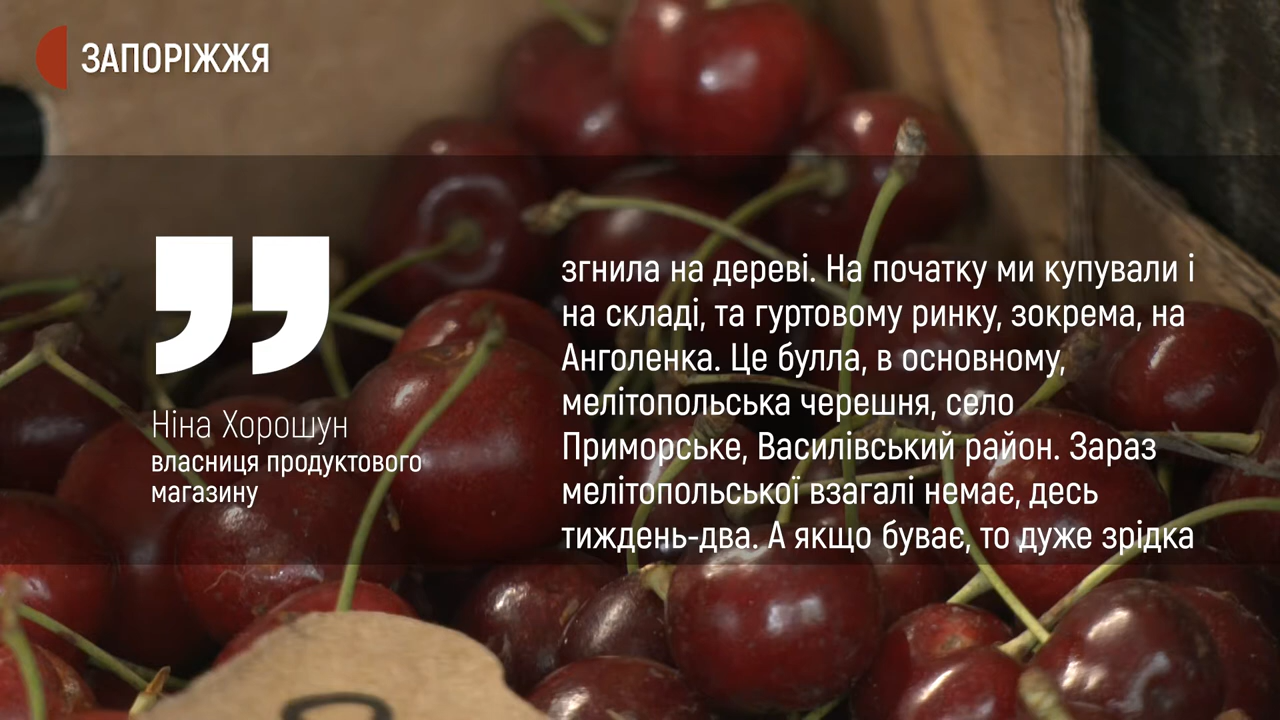 ЗАПОРІЖЖЯ
Ніна Хорошун
власниця продуктового
магазину
згнила на дереві. На початку ми купували і
на складі, та гуртовому ринку, зокрема, на
Анголенка. Це булла, в основному,
мелітопольська черешня, село
Приморське, Василівський район. Зараз
мелітопольської взагалі немає, десь
тиждень-два. А якщо буває, то дуже зрідка